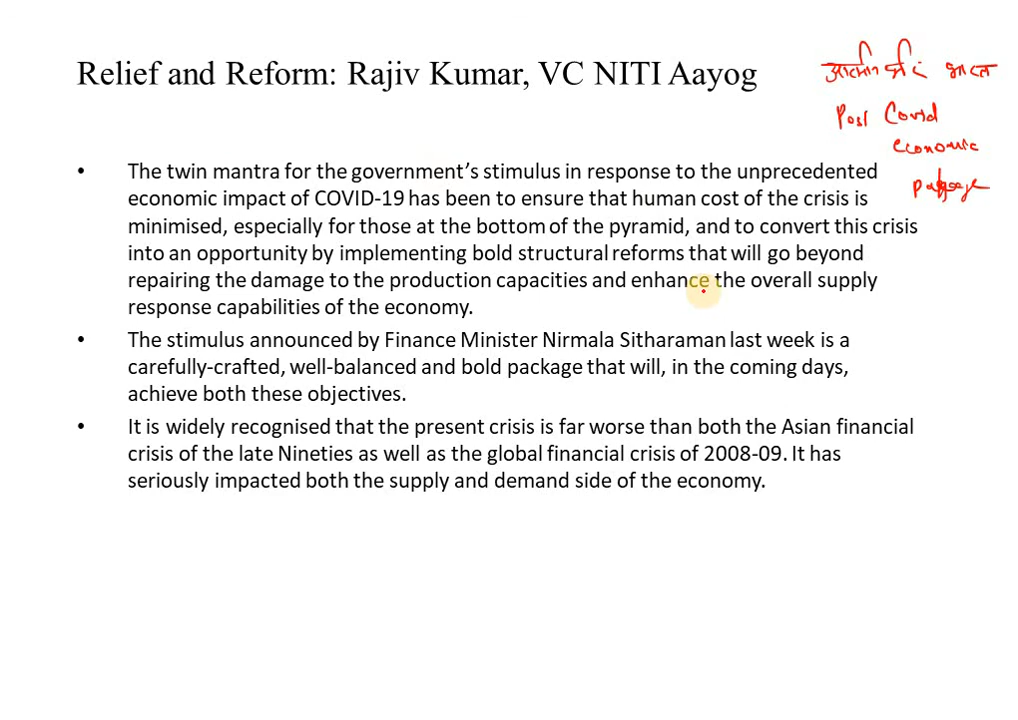 Relief and Reform: Rajiv Kumar, VC NITI Aayog
Post Covid
economic
• The twin mantra for the government’s stimulus in response to the unprecedented
economic impact of COVID-19 has been to ensure that human cost of the crisis is
minimised, especially for those at the bottom of the pyramid, and to convert this crisis
into an opportunity by implementing bold structural reforms that will go beyond
repairing the damage to the production capacities and enhance the overall supply
response capabilities of the economy.
• The stimulus announced by Finance Minister Nirmala Sitharaman last week is a
carefully-crafted, well-balanced and bold package that will, in the coming days,
achieve both these objectives.
• It is widely recognised that the present crisis is far worse than both the Asian financial
crisis of the late Nineties as well as the global financial crisis of 2008-09. It has
seriously impacted both the supply and demand side of the economy.